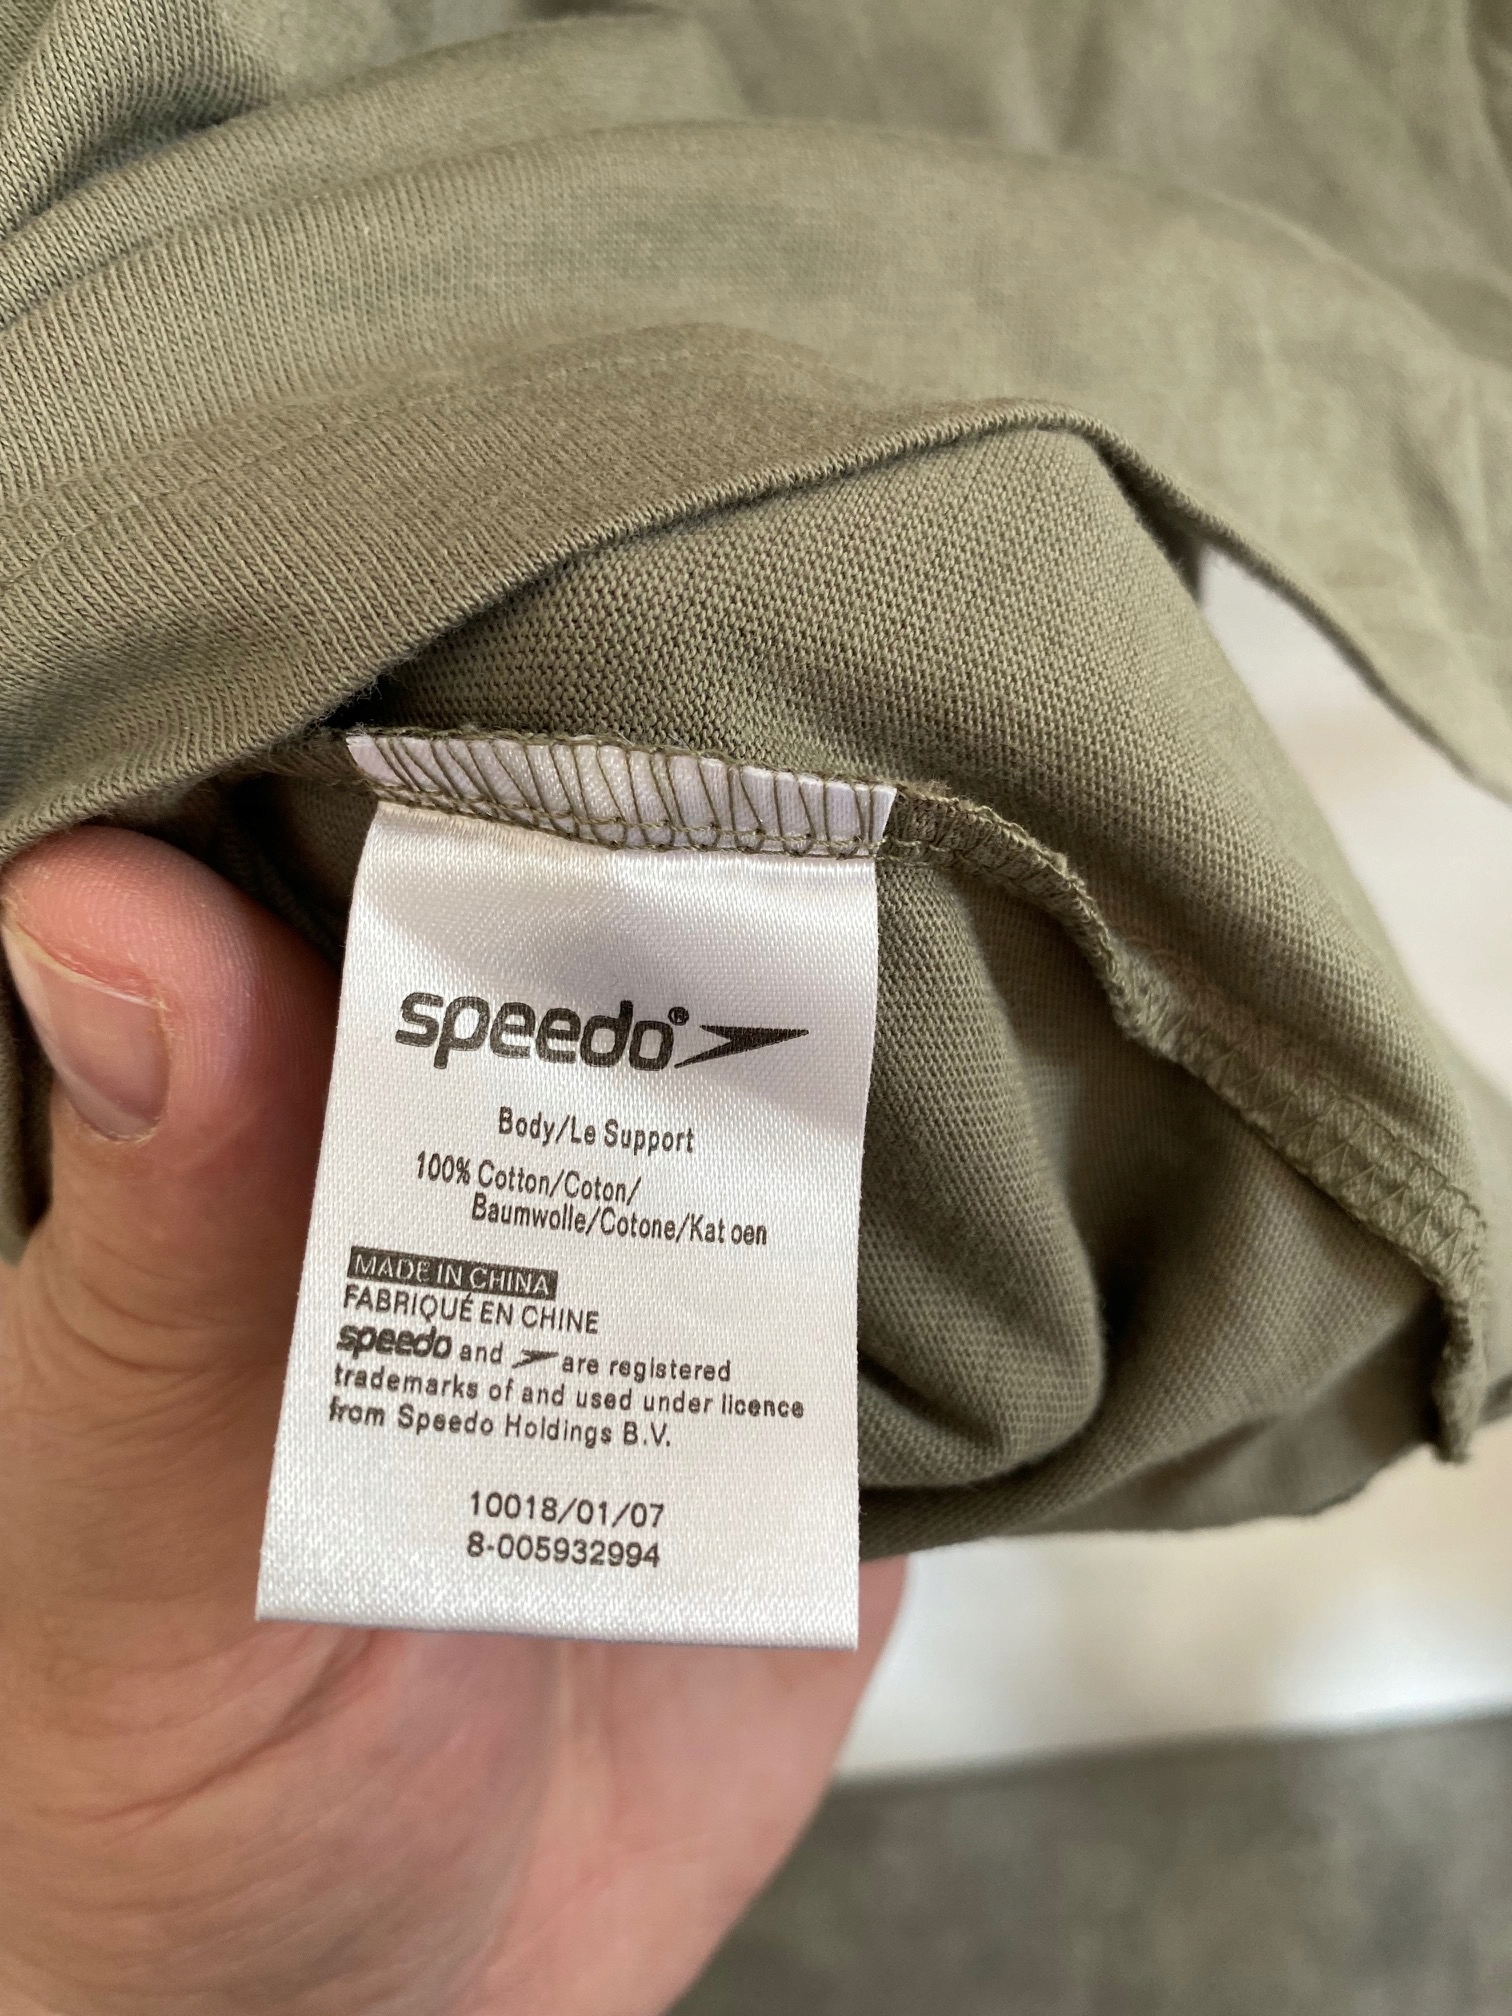 speedo®
Body/Le Support
100% Cotton/Coton/
Baumwolle/Cotone/Kat oen
MADE IN CHINA
FABRIQUÉ EN CHINE
speedo and are registered
trademarks of and used under licence
from Speedo Holdings B.V.
10018/01/07
8-005932994